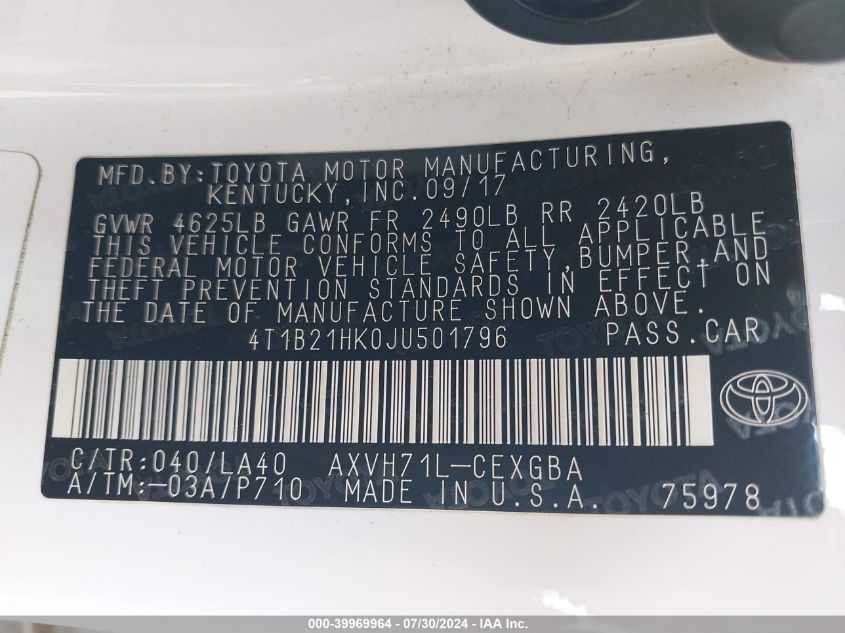 MFD.BY:TOYOTA MOTOR MANUFACTURING,
KENTUCKY,INC.09/17
GVWR 4625LB GAWR FR 2490LB RR 2420LB
THIS VEHICLE CONFORMS TO ALL APPLICABLE
FEDERAL MOTOR VEHICLE SAFETY,BUMPER,AND
THEFT PREVENTION STANDARDS IN EFFECT ON
THE DATE OF MANUFACTURE SHOWN ABOVE.
4T1B21HK0JU501796 PASS.CAR
C/TR:040/LA40 AXVH71L-CEXGBA
A/TM:-03A/P710 MADE IN U.S.A. 75978
000-39969964 | 07/30/2024 - Copyright © IAA, Inc.